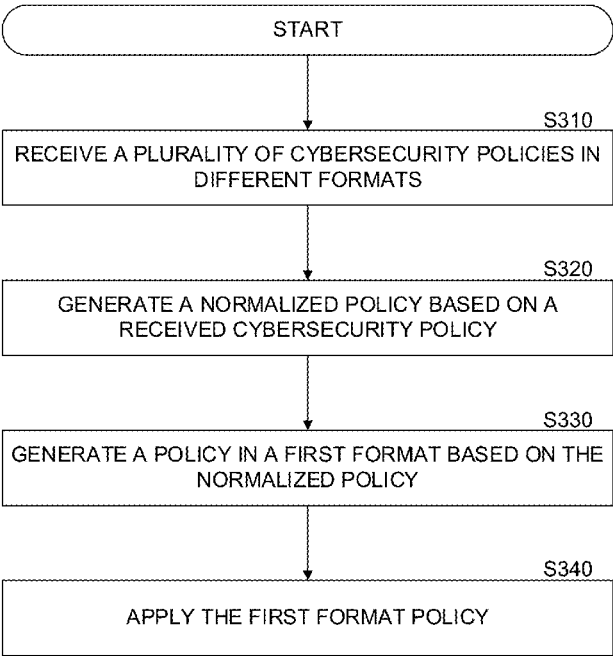 START
S310
RECEIVE A PLURALITY OF CYBERSECURITY POLICIES IN
DIFFERENT FORMATS
S320
GENERATE A NORMALIZED POLICY BASED ON A
RECEIVED CYBERSECURITY POLICY
S330
GENERATE A POLICY IN A FIRST FORMAT BASED ON THE
NORMALIZED POLICY
S340
APPLY THE FIRST FORMAT POLICY